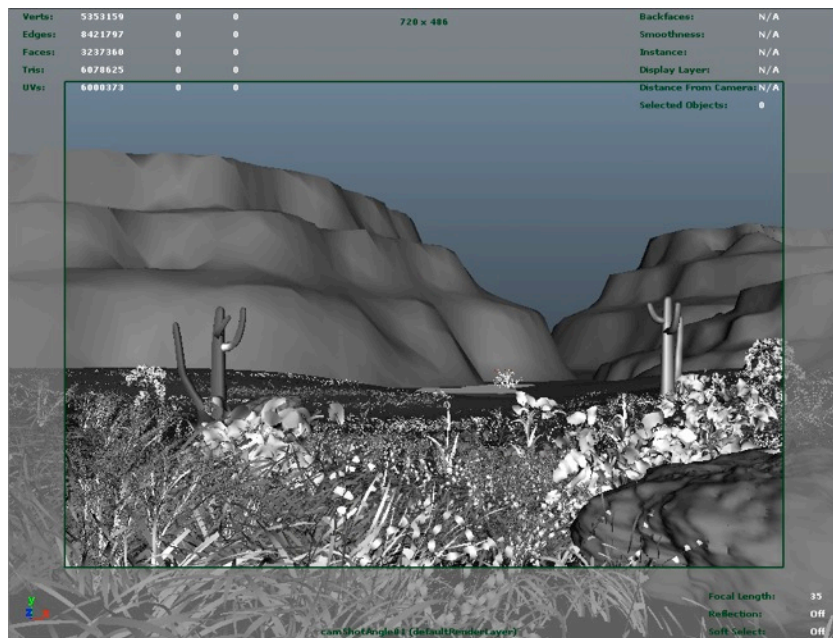 Verts: 5353159 0 0
Edges: 8421797 0 0
Faces: 3237360 0 0
Tris: 6078625 0 0
UVs: 6000373 0 0
720 x 486
Backfaces: N/A
Smoothness: N/A
Instance: N/A
Display Layer: N/A
Distance From Camera: N/A
Selected Objects: 0
y
z x
Focal Length: 35
Reflection: Off
Soft Select: Off
camShotAngle01 (defaultRenderLayer)